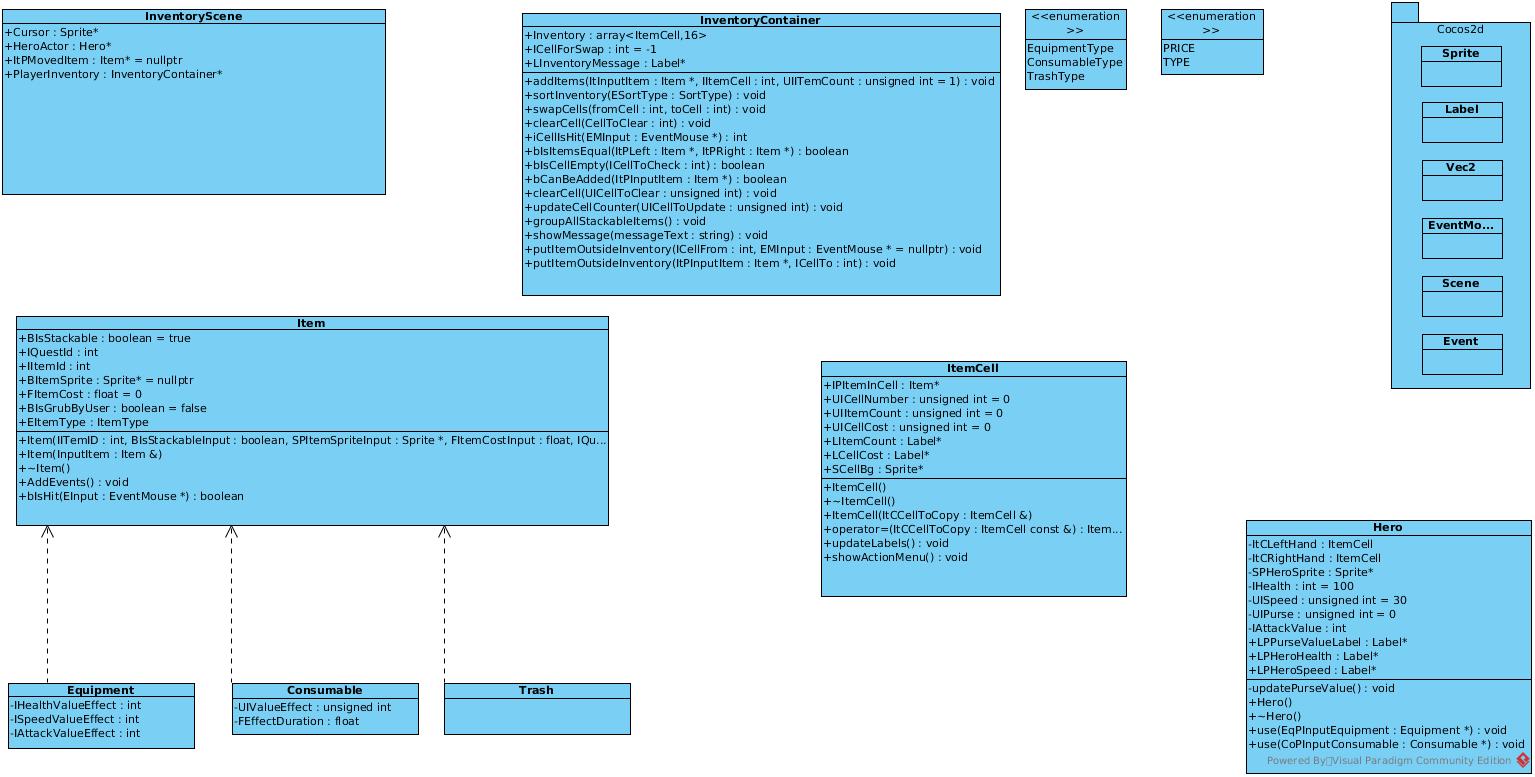 InventoryScene
+Cursor : Sprite*
+HeroActor : Hero*
+ItPMovedItem : Item* = nullptr
+PlayerInventory : InventoryContainer*
InventoryContainer
+Inventory : array<ItemCell,16>
+ICellForSwap : int = -1
+LInventoryMessage : Label*
+addItems(ItInputItem : Item *, IItemCell : int, UIITemCount : unsigned int = 1) : void
+sortInventory(ESortType : SortType) : void
+swapCells(fromCell : int, toCell : int) : void
+clearCell(CellToClear : int) : void
+iCellIsHit(EMInput : EventMouse *) : int
+bIsItemsEqual(ItPLeft : Item *, ItPRight : Item *) : boolean
+bIsCellEmpty(ICellToCheck : int) : boolean
+bCanBeAdded(ItPInputItem : Item *) : boolean
+clearCell(UICellToClear : unsigned int) : void
+updateCellCounter(UICellToUpdate : unsigned int) : void
+groupAllStackableItems() : void
+showMessage(messageText : string) : void
+putItemOutsideInventory(ICellFrom : int, EMInput : EventMouse * = nullptr) : void
+putItemOutsideInventory(ItPInputItem : Item *, ICellTo : int) : void
<<enumeration
>>
EquipmentType
ConsumableType
TrashType
<<enumeration
>>
PRICE
TYPE
Cocos2d
Sprite
Label
Vec2
EventMo...
Scene
Event
Item
+BIsStackable : boolean = true
+IQuestId : int
+IItemId : int
+BItemSprite : Sprite* = nullptr
+FItemCost : float = 0
+BIsGrubByUser : boolean = false
+EItemType : ItemType
+Item(IITemID : int, BIsStackableInput : boolean, SPItemSpriteInput : Sprite *, FItemCostInput : float, IQu...
+Item(InputItem : Item &)
+~Item()
+AddEvents() : void
+bIsHit(EInput : EventMouse *) : boolean
ItemCell
+IPItemInCell : Item*
+UICellNumber : unsigned int = 0
+UIItemCount : unsigned int = 0
+UICellCost : unsigned int = 0
+LItemCount : Label*
+LCellCost : Label*
+SCellBg : Sprite*
+ItemCell()
+~ItemCell()
+ItemCell(ItCCellToCopy : ItemCell &)
+operator=(ItCCellToCopy : ItemCell const &) : Item...
+updateLabels() : void
+showActionMenu() : void
Hero
-ItCLeftHand : ItemCell
-ItCRightHand : ItemCell
-SPHeroSprite : Sprite*
-IHealth : int = 100
-UISpeed : unsigned int = 30
-UIPurse : unsigned int = 0
-IAttackValue : int
+LPPurseValueLabel : Label*
+LPHeroHealth : Label*
+LPHeroSpeed : Label*
-updatePurseValue() : void
+Hero()
+~Hero()
+use(EqPInputEquipment : Equipment *) : void
+use(CoPInputConsumable : Consumable *) : void
Equipment
-IHealthValueEffect : int
-ISpeedValueEffect : int
-IAttackValueEffect : int
Consumable
-UIValueEffect : unsigned int
-FEffectDuration : float
Trash
Powered By Visual Paradigm Community Edition